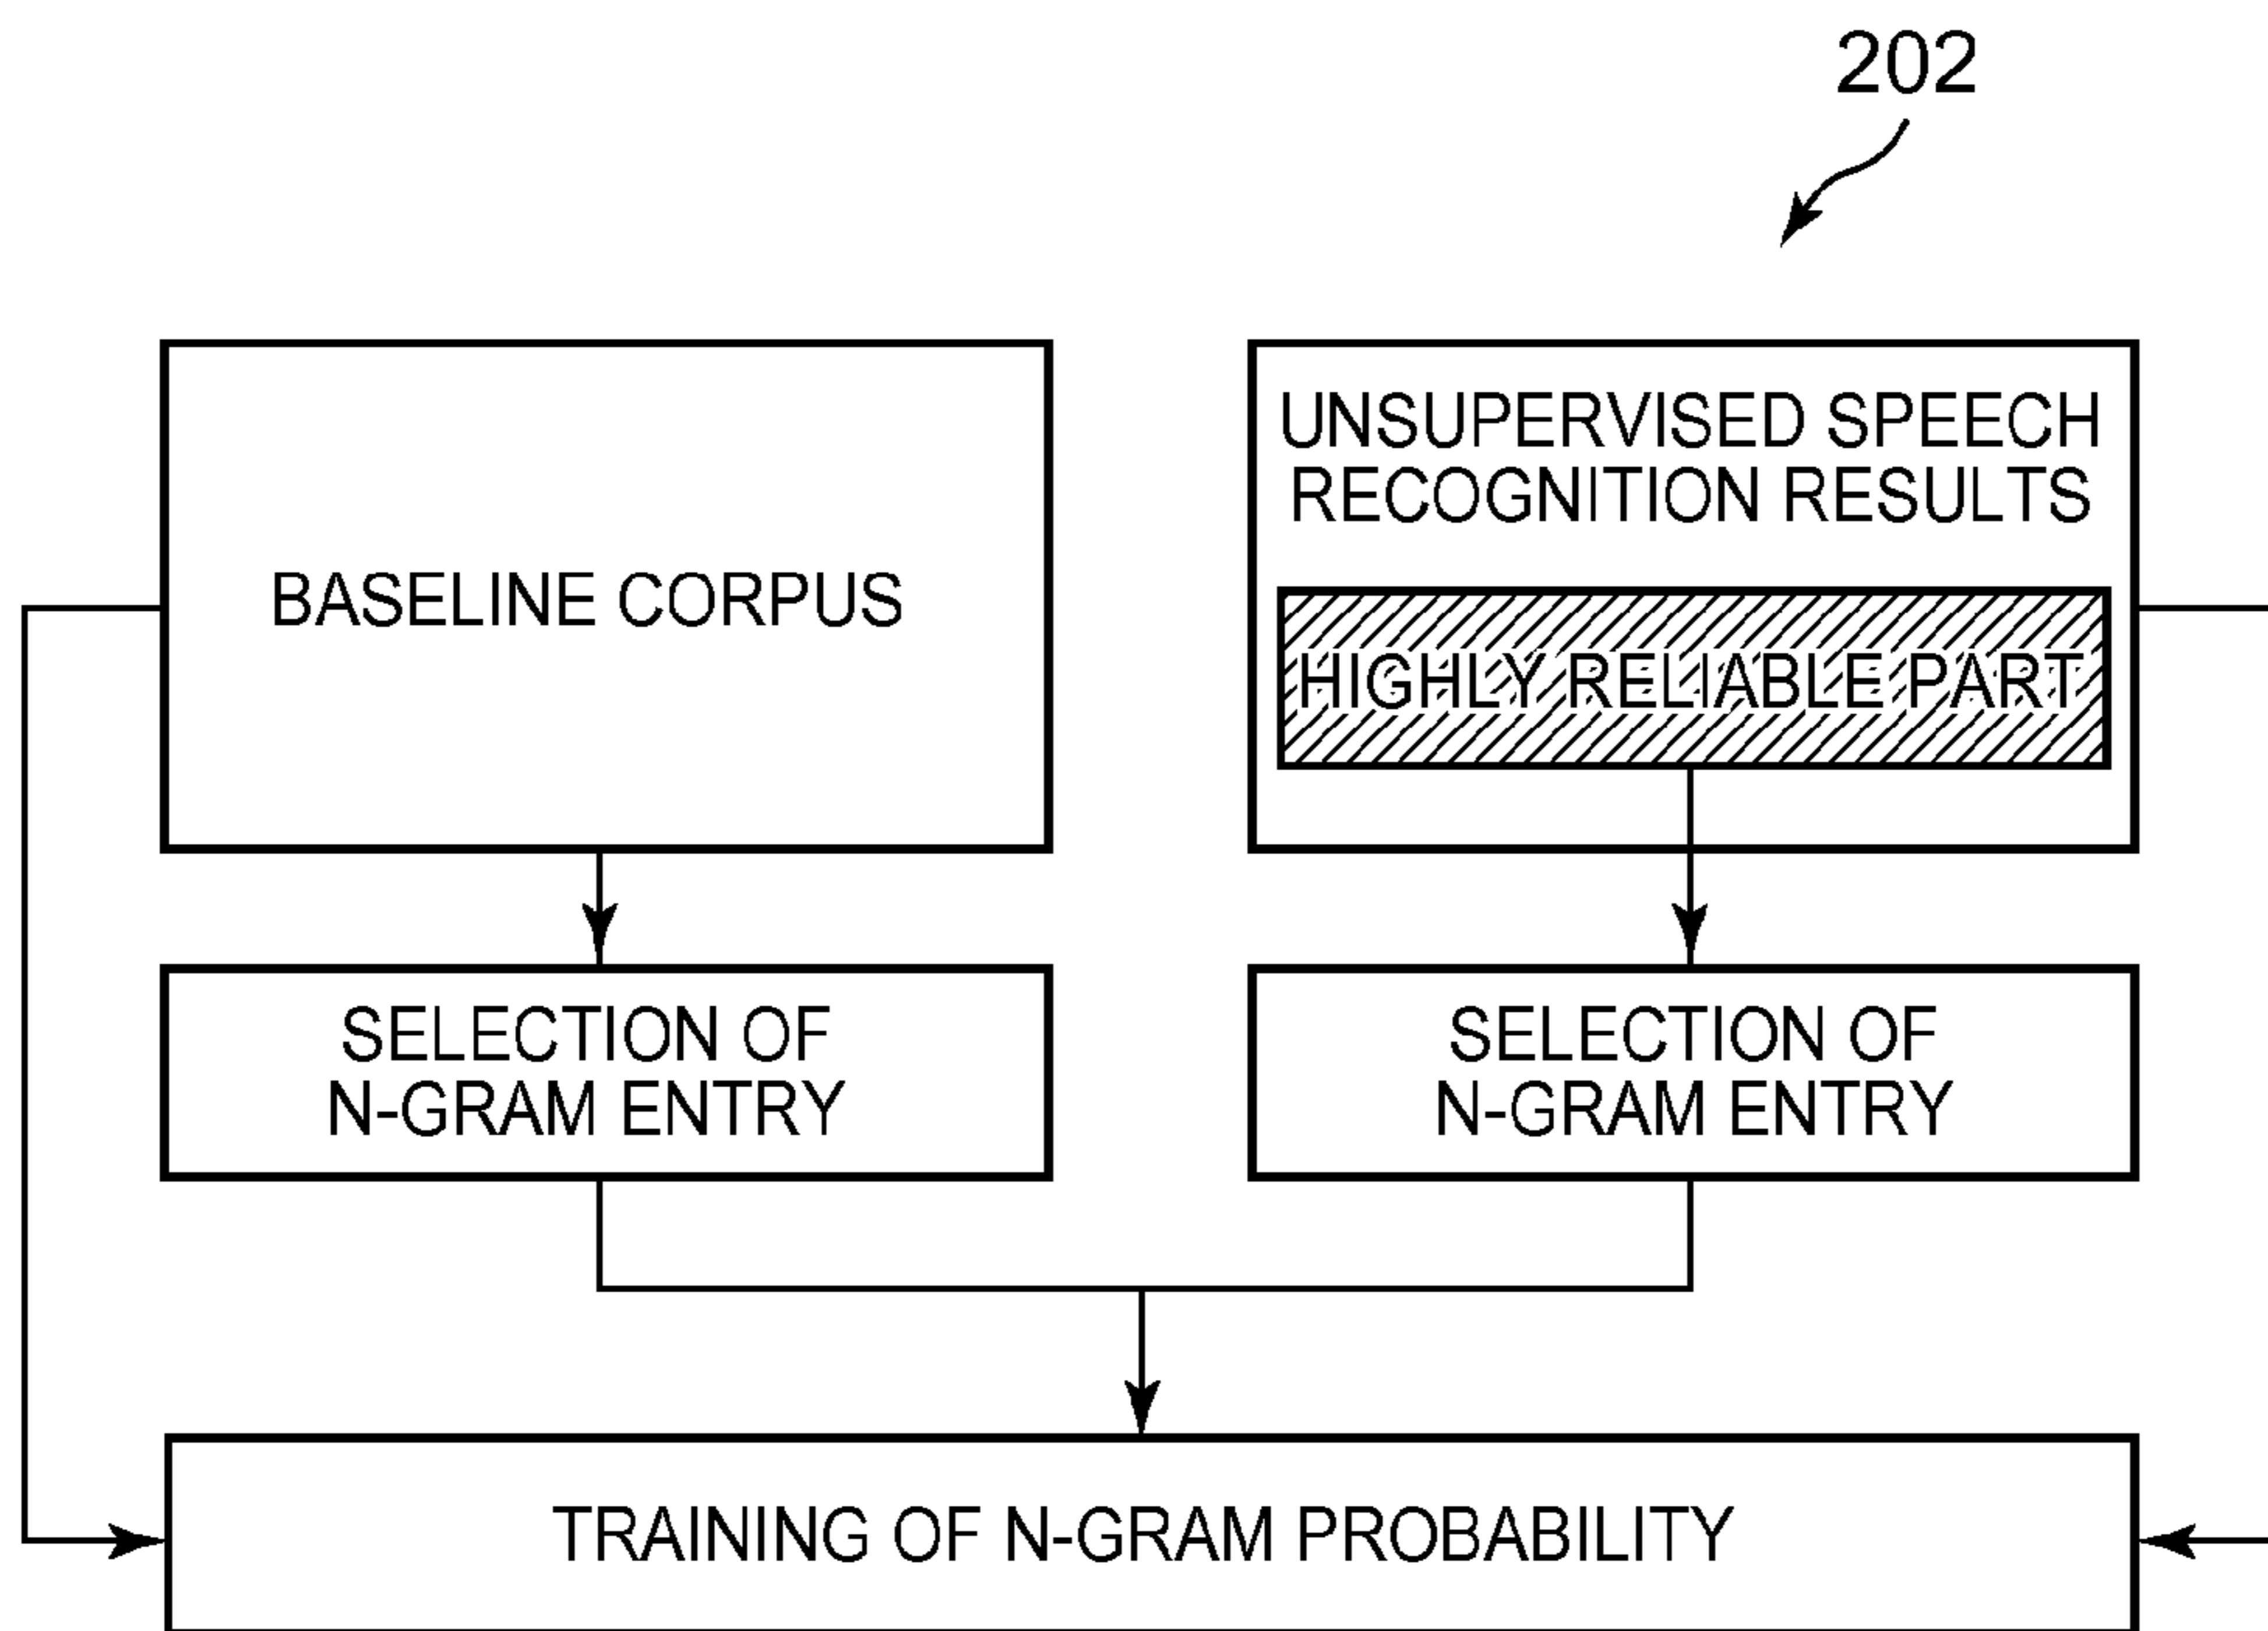 202
BASELINE CORPUS
UNSUPERVISED SPEECH
RECOGNITION RESULTS
HIGHLY RELIABLE PART
SELECTION OF
N-GRAM ENTRY
SELECTION OF
N-GRAM ENTRY
TRAINING OF N-GRAM PROBABILITY